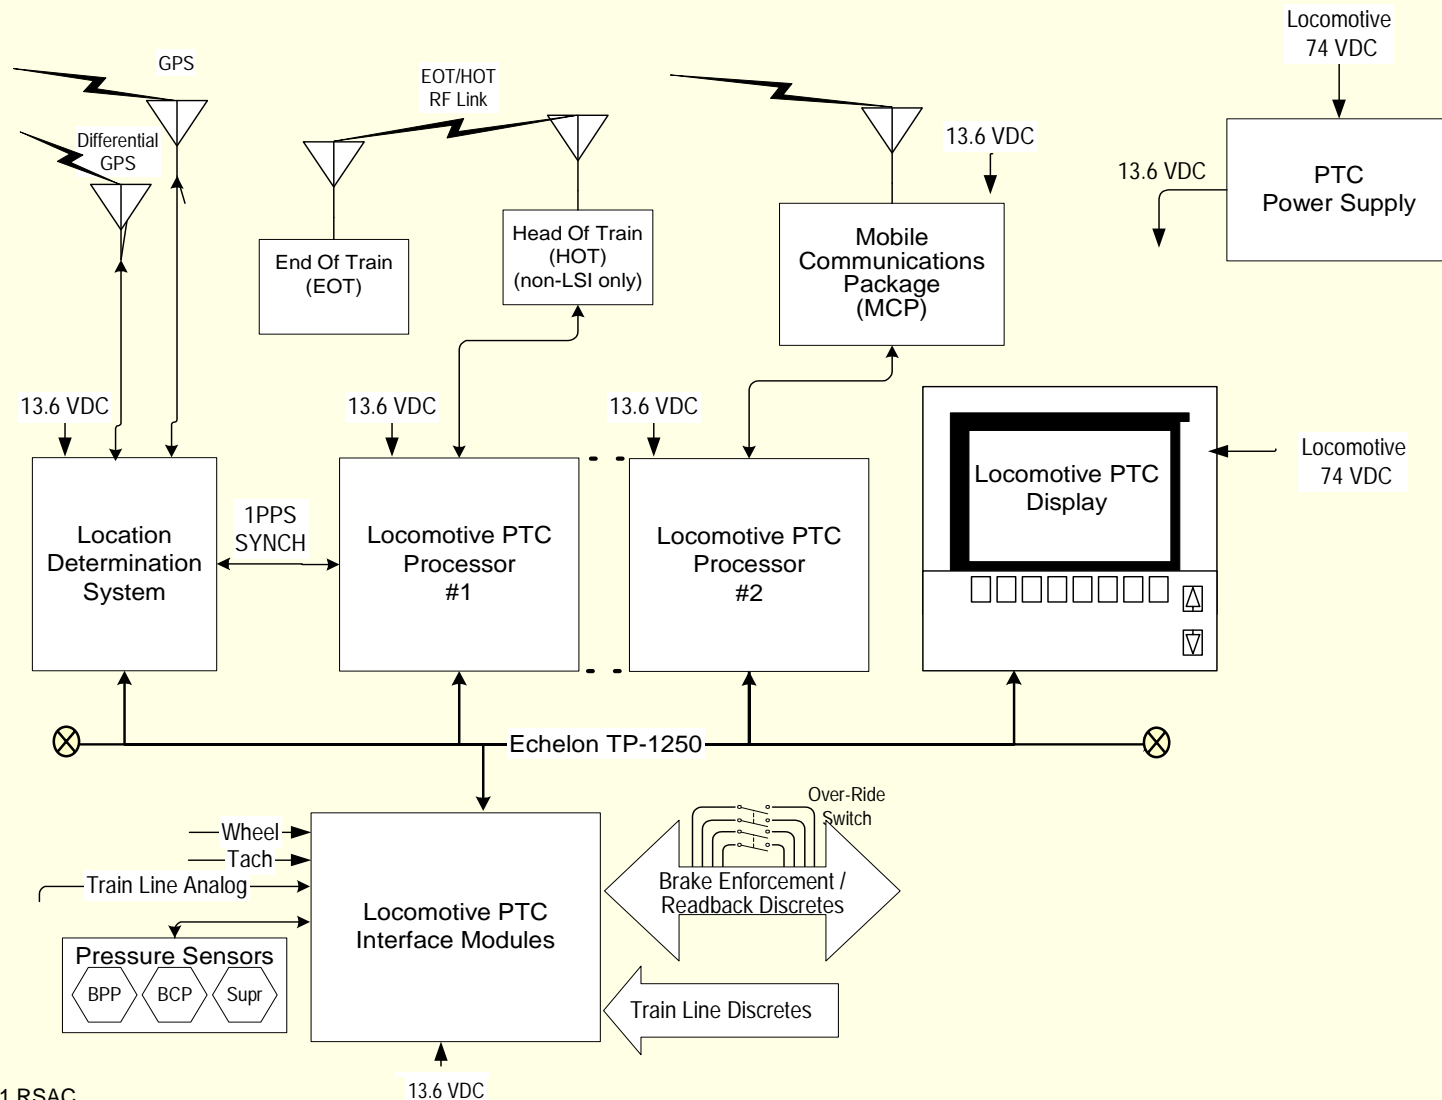 Locomotive
74 VDC
GPS
EOT/HOT
RF Link
Differential
GPS
13.6 VDC
13.6 VDC
PTC
Power Supply
Head Of Train
(HOT)
(non-LSI only)
End Of Train
(EOT)
Mobile
Communications
Package
(MCP)
13.6 VDC
13.6 VDC
13.6 VDC
Locomotive
74 VDC
Locomotive PTC
Display
1PPS
SYNCH
Location
Determination
System
Locomotive PTC
Processor
#1
Locomotive PTC
Processor
#2
Echelon TP-1250
Over-Ride
Switch
Wheel
Tach
Train Line Analog
Brake Enforcement /
Readback Discretes
Locomotive PTC
Interface Modules
Pressure Sensors
BPP
BCP
Supr
Train Line Discretes
13.6 VDC
1 RSAC